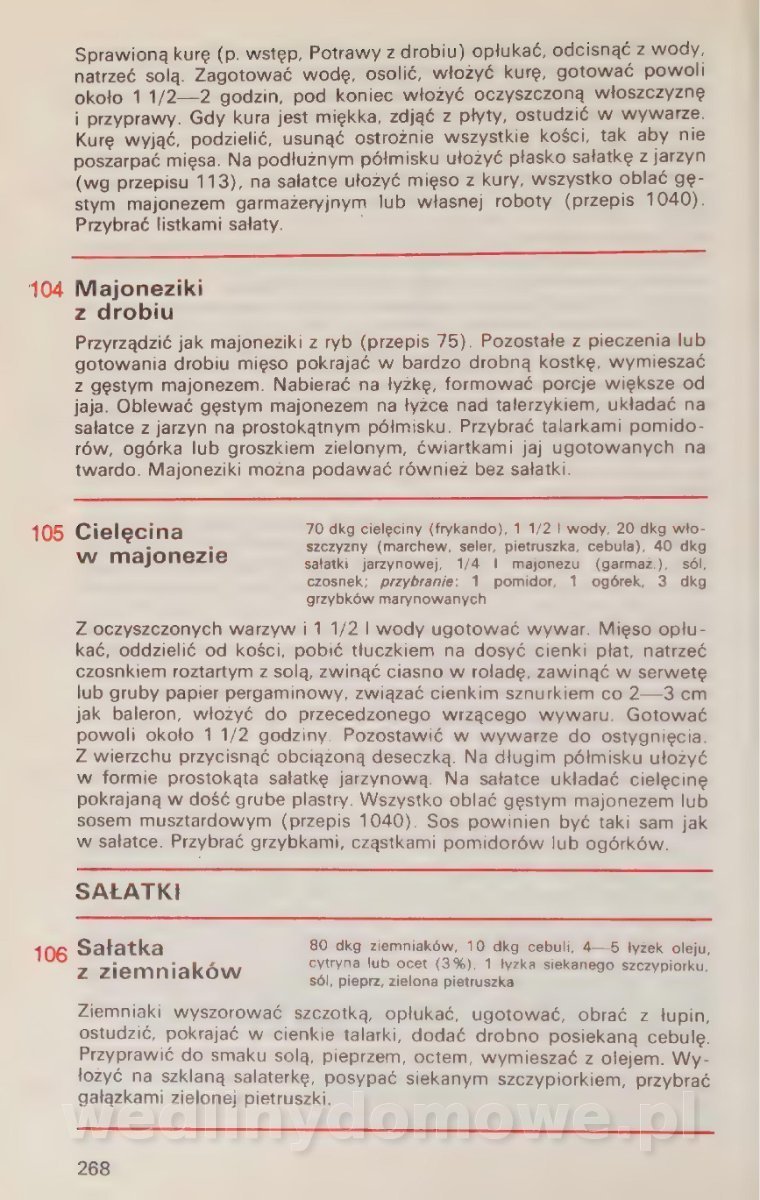 Sprawioną kurę (p. wstęp, Potrawy z drobiu) opłukać, odcisnąć z wody,
natrzeć solą. Zagotować wodę, osolić, włożyć kurę, gotować powoli
około 1 1/2—2 godzin, pod koniec włożyć oczyszczoną włoszczyznę
i przyprawy. Gdy kura jest miękka, zdjąć z płyty, ostudzić w wywarze.
Kurę wyjąć, podzielić, usunąć ostrożnie wszystkie kości, tak aby nie
poszarpać mięsa. Na podłużnym półmisku ułożyć płasko sałatkę z jarzyn
(wg przepisu 113), na sałatce ułożyć mięso z kury, wszystko oblać gę-
stym majonezem garmażeryjnym lub własnej roboty (przepis 1040).
Przybrać listkami sałaty.
104 Majoneziki
z drobiu
Przyrządzić jak majoneziki z ryb (przepis 75). Pozostałe z pieczenia lub
gotowania drobiu mięso pokrajać w bardzo drobną kostkę, wymieszać
z gęstym majonezem. Nabierać na łyżkę, formować porcje większe od
jaja. Oblewać gęstym majonezem na łyżce nad talerzykiem, układać na
sałatce z jarzyn na prostokątnym półmisku. Przybrać talarkami pomido-
rów, ogórka lub groszkiem zielonym, ćwiartkami jaj ugotowanych na
twardo. Majoneziki można podawać również bez sałatki.
105 Cielęcina
w majonezie
70 dkg cielęciny (frykando), 1 1/2 l wody, 20 dkg wło-
szczyzny (marchew, seler, pietruszka, cebula), 40 dkg
sałatki jarzynowej, 1/4 l majonezu (garmaż.), sól,
czosnek; przybranie: 1 pomidor, 1 ogórek, 3 dkg
grzybków marynowanych
Z oczyszczonych warzyw i 1 1/2 l wody ugotować wywar. Mięso opłu-
kać, oddzielić od kości, pobić tłuczkiem na dosyć cienki płat, natrzeć
czosnkiem roztartym z solą, zwinąć ciasno w roladę, zawinąć w serwetę
lub gruby papier pergaminowy, związać cienkim sznurkiem co 2—3 cm
jak baleron, włożyć do przecedzonego wrzącego wywaru. Gotować
powoli około 1 1/2 godziny. Pozostawić w wywarze do ostygnięcia.
Z wierzchu przycisnąć obciążoną deseczką. Na długim półmisku ułożyć
w formie prostokąta sałatkę jarzynową. Na sałatce układać cielęcinę
pokrajaną w dość grube plastry. Wszystko oblać gęstym majonezem lub
sosem musztardowym (przepis 1040). Sos powinien być taki sam jak
w sałatce. Przybrać grzybkami, cząstkami pomidorów lub ogórków.
SAŁATKI
106 Sałatka
z ziemniaków
80 dkg ziemniaków, 10 dkg cebuli, 4—5 łyżek oleju,
cytryna lub ocet (3%), 1 łyżka siekanego szczypiorku,
sól, pieprz, zielona pietruszka
Ziemniaki wyszorować szczotką, opłukać, ugotować, obrać z łupin,
ostudzić, pokrajać w cienkie talarki, dodać drobno posiekaną cebulę.
Przyprawić do smaku solą, pieprzem, octem, wymieszać z olejem. Wy-
łożyć na szklaną salaterkę, posypać siekanym szczypiorkiem, przybrać
gałązkami zielonej pietruszki.
wedlinydomowe.pl
268